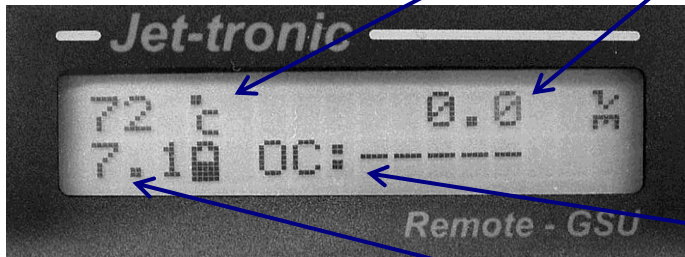 Jet-tronic
72 °C 0.0
7.1 OC:-----
Remote - GSU